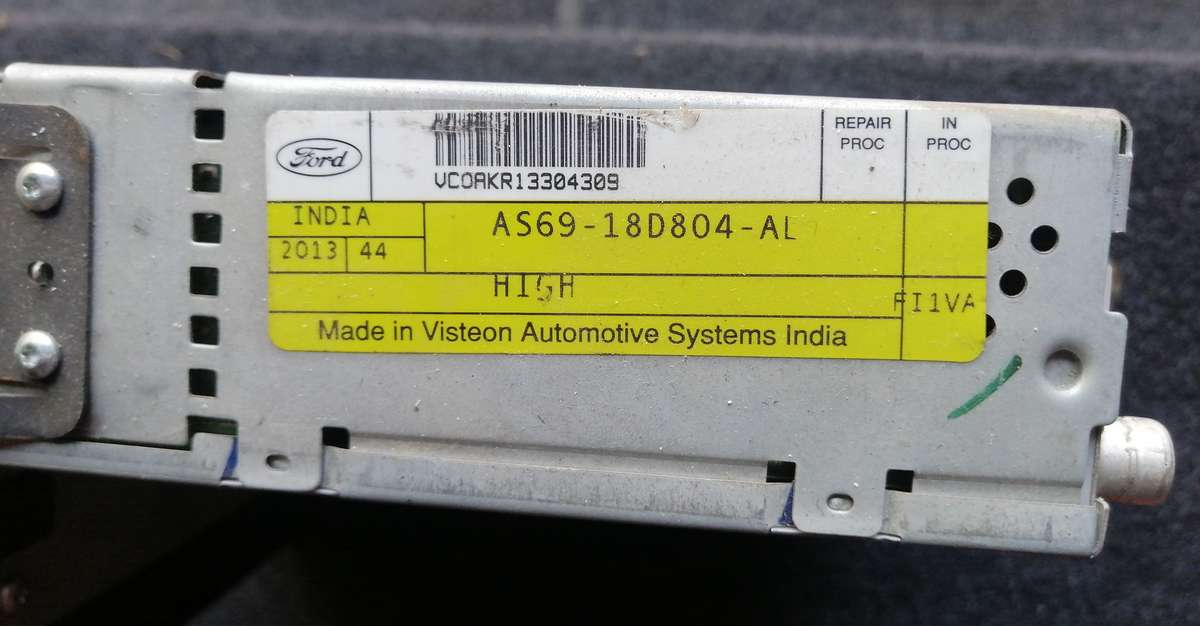 Ford
REPAIR PROC
IN PROC
VCOAKR13304309
INDIA
2013 44
AS69-18D804-AL
HIGH
FI1VA
Made in Visteon Automotive Systems India